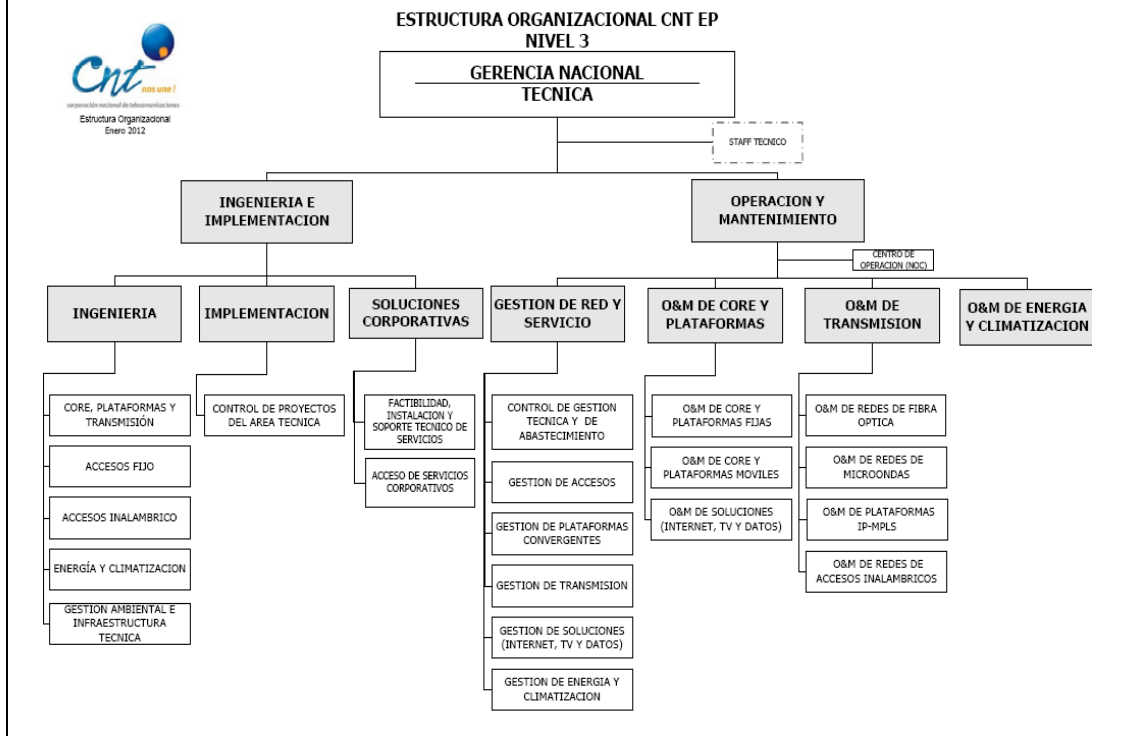 ESTRUCTURA ORGANIZACIONAL CNT EP
NIVEL 3
Cnt
nos une!
corporación nacional de telecomunicaciones
Estructura Organizacional
Enero 2012
GERENCIA NACIONAL
TECNICA
STAFF TECNICO
INGENIERIA E
IMPLEMENTACION
OPERACION Y
MANTENIMIENTO
CENTRO DE
OPERACION (NOC)
INGENIERIA
IMPLEMENTACION
SOLUCIONES
CORPORATIVAS
GESTION DE RED Y
SERVICIO
O&M DE CORE Y
PLATAFORMAS
O&M DE
TRANSMISION
O&M DE ENERGIA
Y CLIMATIZACION
CORE, PLATAFORMAS Y
TRANSMISIÓN
ACCESOS FIJO
ACCESOS INALAMBRICO
ENERGÍA Y CLIMATIZACION
GESTION AMBIENTAL E
INFRAESTRUCTURA
TECNICA
CONTROL DE PROYECTOS
DEL AREA TECNICA
FACTIBILIDAD,
INSTALACION Y
SOPORTE TECNICO DE
SERVICIOS
ACCESO DE SERVICIOS
CORPORATIVOS
CONTROL DE GESTION
TECNICA Y DE
ABASTECIMIENTO
GESTION DE ACCESOS
GESTION DE PLATAFORMAS
CONVERGENTES
GESTION DE TRANSMISION
GESTION DE SOLUCIONES
(INTERNET, TV Y DATOS)
GESTION DE ENERGIA Y
CLIMATIZACION
O&M DE CORE Y
PLATAFORMAS FIJAS
O&M DE CORE Y
PLATAFORMAS MOVILES
O&M DE SOLUCIONES
(INTERNET, TV Y DATOS)
O&M DE REDES DE FIBRA
OPTICA
O&M DE REDES DE
MICROONDAS
O&M DE PLATAFORMAS
IP-MPLS
O&M DE REDES DE
ACCESOS INALAMBRICOS